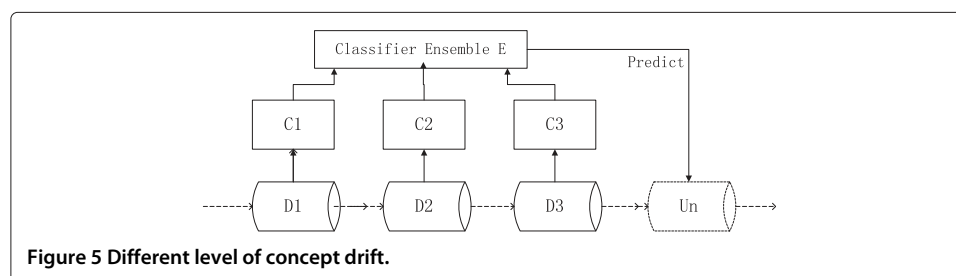 Classifier Ensemble E
Predict
C1
C2
C3
D1
D2
D3
Un
Figure 5 Different level of concept drift.